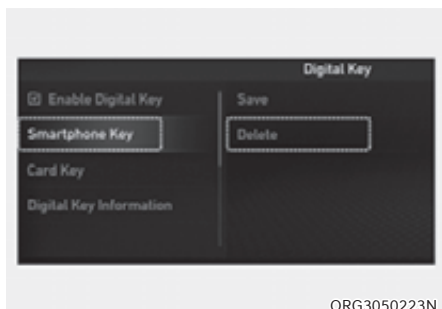 Digital Key
Enable Digital Key
Save
Smartphone Key
Delete
Card Key
Digital Key Information
ORG3050223N